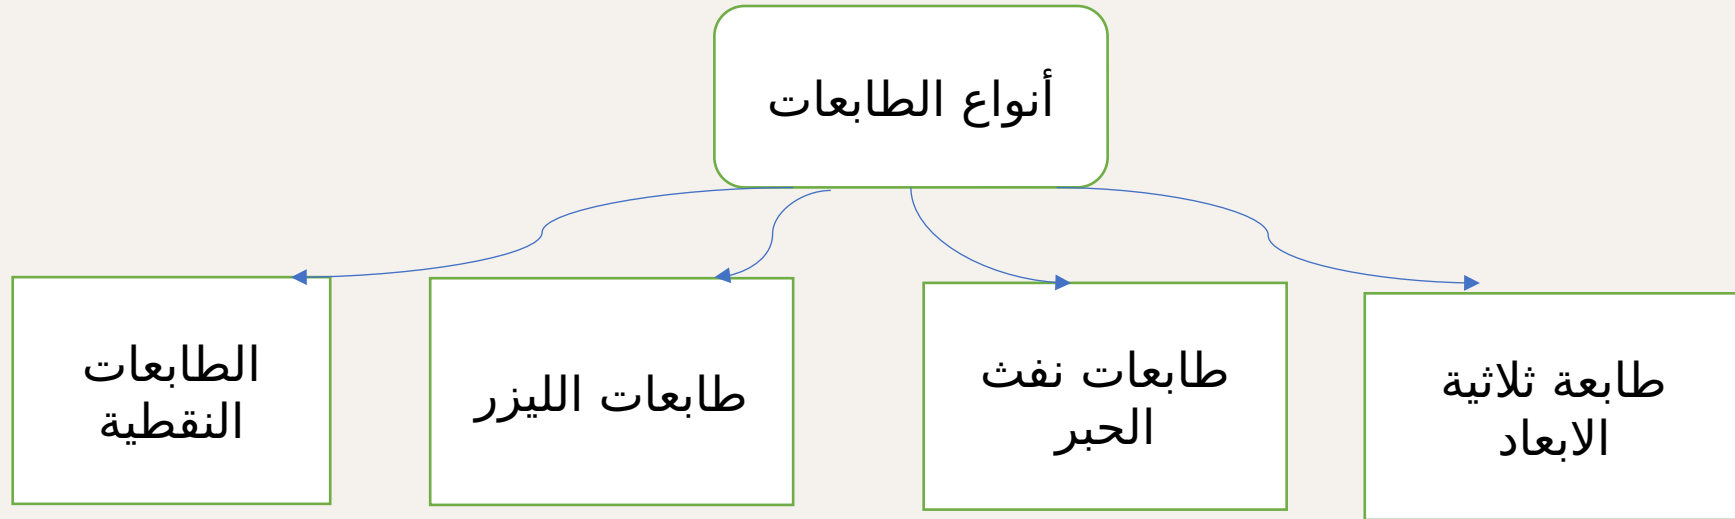 أنواع الطابعات
طابعة ثلاثية
الابعاد
طابعات نفث
الحبر
طابعات الليزر
الطابعات
النقطية